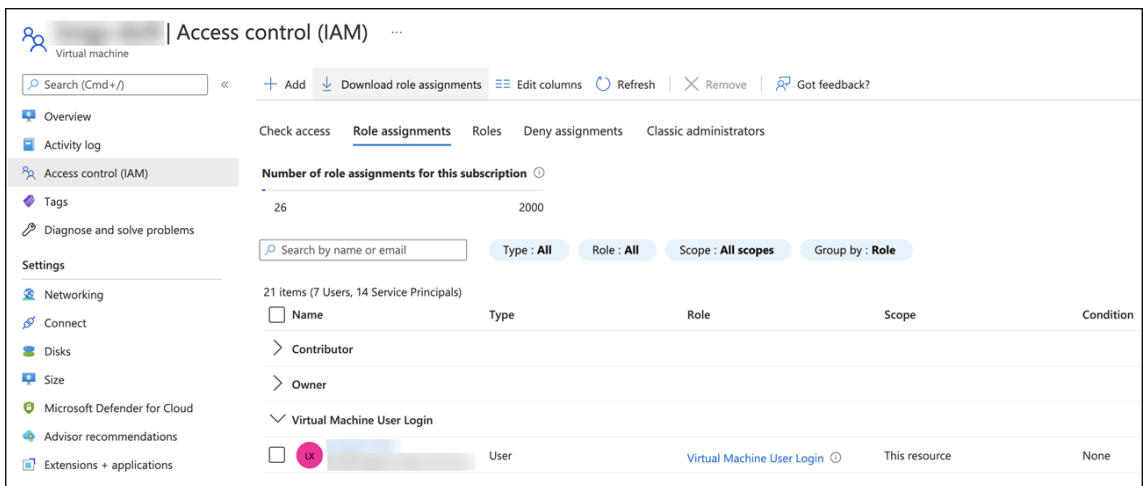 | Access control (IAM) ...
Virtual machine
Search (Cmd+/) «
Add Download role assignments Edit columns Refresh Remove Got feedback?
Overview
Activity log
Access control (IAM)
Tags
Diagnose and solve problems
Settings
Networking
Connect
Disks
Size
Microsoft Defender for Cloud
Advisor recommendations
Extensions + applications
Check access Role assignments Roles Deny assignments Classic administrators
Number of role assignments for this subscription
26 2000
Search by name or email Type : All Role : All Scope : All scopes Group by : Role
21 items (7 Users, 14 Service Principals)
Name Type Role Scope Condition
Contributor
Owner
Virtual Machine User Login
LX User Virtual Machine User Login This resource None